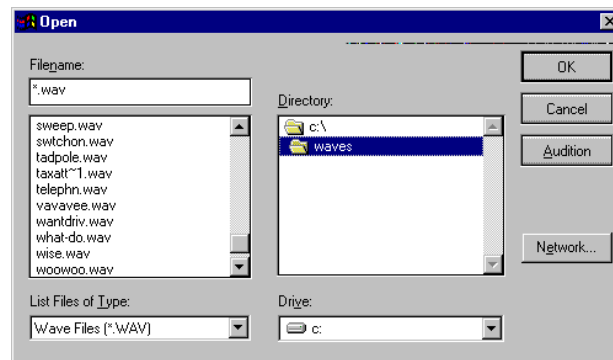 Open
Filename:
*.wav
sweep.wav
swtchon.wav
tadpole.wav
taxatt~1.wav
telephn.wav
vavavee.wav
wantdriv.wav
what-do.wav
wise.wav
woowoo.wav
List Files of Type:
Wave Files (*.WAV)
Directory:
c:\
waves
Drive:
c:
OK
Cancel
Audition
Network...